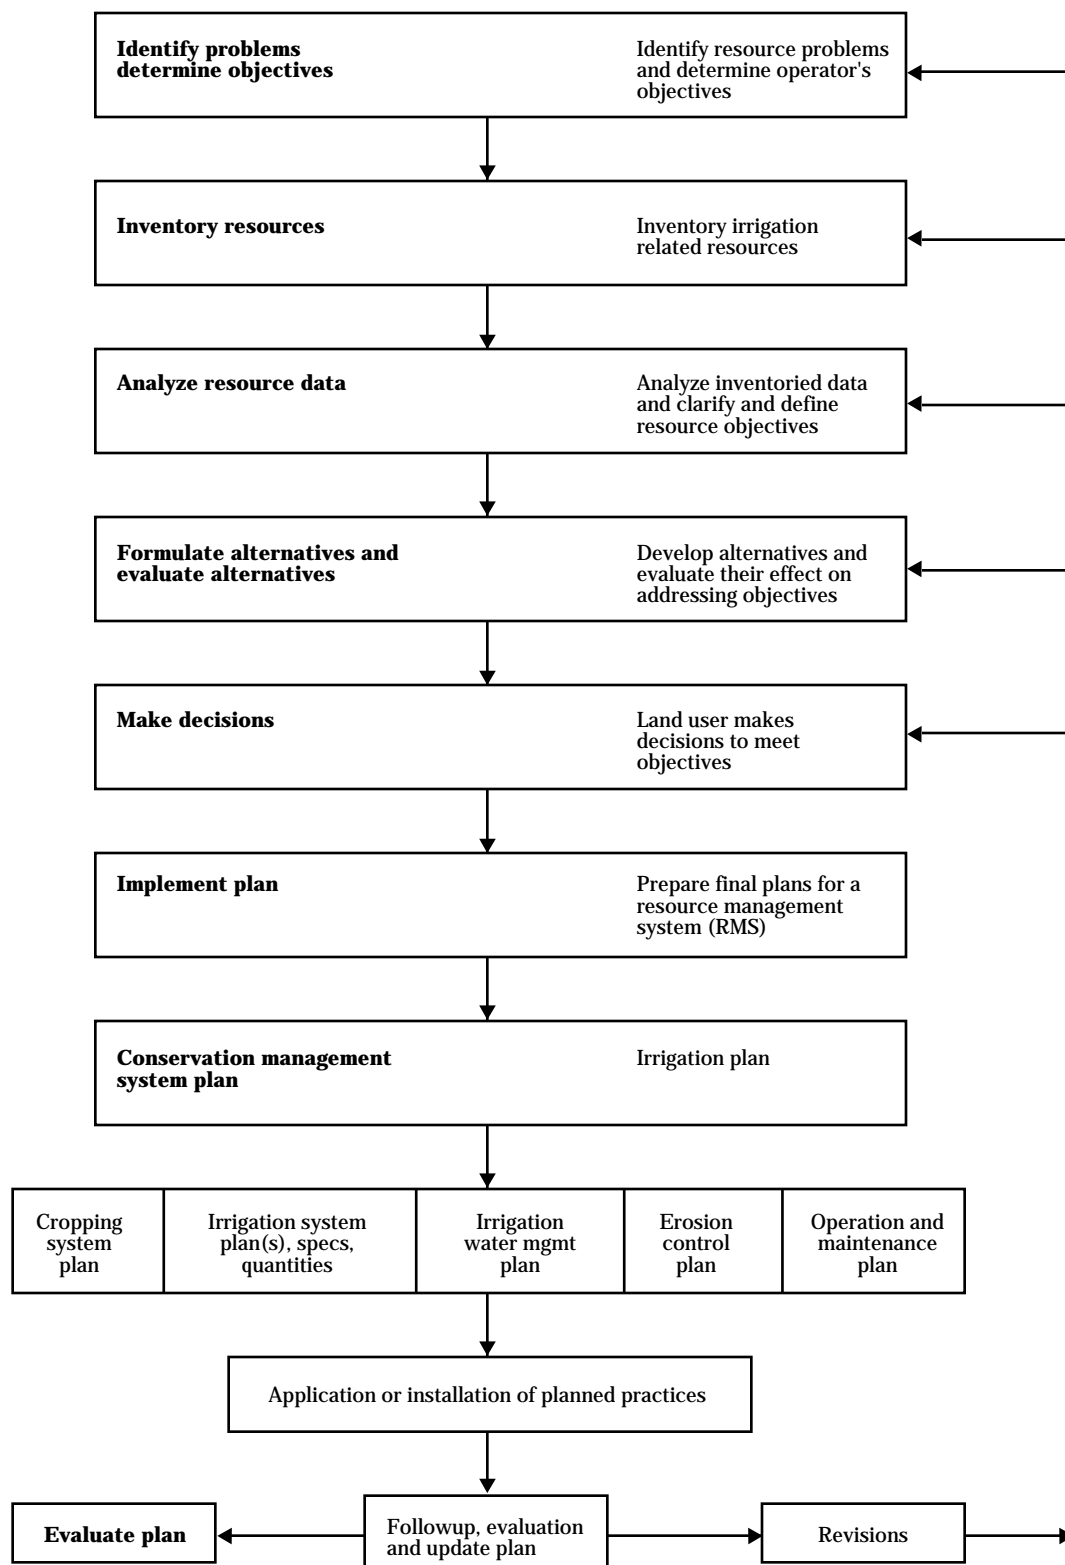 Identify problems
determine objectives
Identify resource problems
and determine operator's
objectives
Inventory resources
Inventory irrigation
related resources
Analyze resource data
Analyze inventoried data
and clarify and define
resource objectives
Formulate alternatives and
evaluate alternatives
Develop alternatives and
evaluate their effect on
addressing objectives
Make decisions
Land user makes
decisions to meet
objectives
Implement plan
Prepare final plans for a
resource management
system (RMS)
Conservation management
system plan
Irrigation plan
Cropping
system
plan
Irrigation system
plan(s), specs,
quantities
Irrigation
water mgmt
plan
Erosion
control
plan
Operation and
maintenance
plan
Application or installation of planned practices
Evaluate plan
Followup, evaluation
and update plan
Revisions